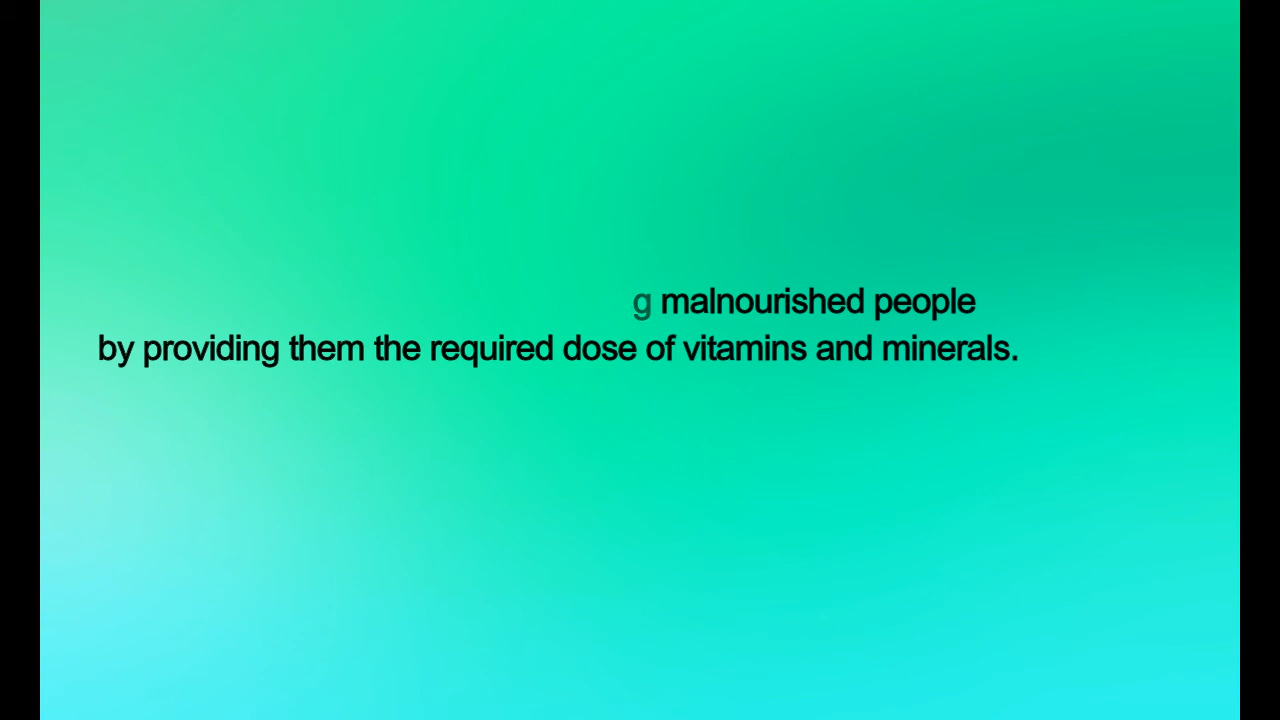 g malnourished people
by providing them the required dose of vitamins and minerals.